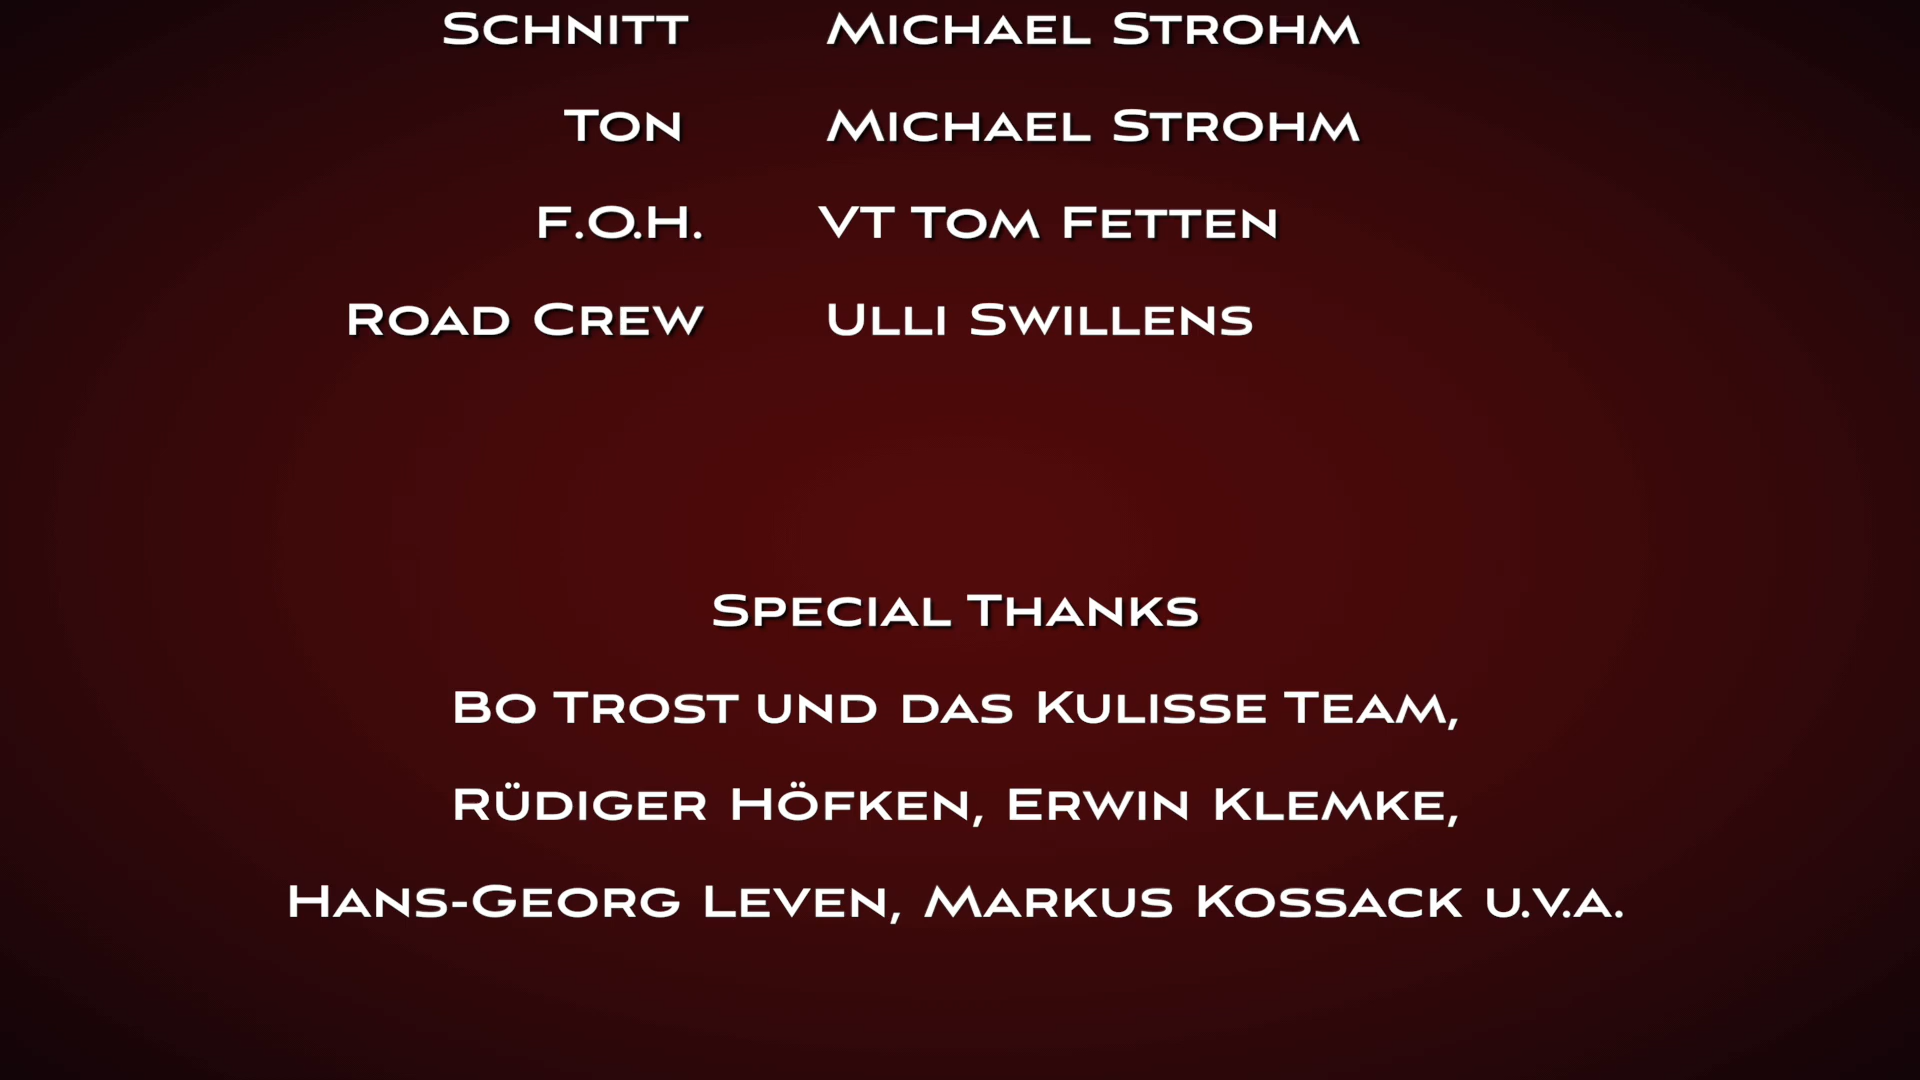 Schnitt Michael Strohm
Ton Michael Strohm
F.O.H. VT Tom Fetten
Road Crew Ulli Swillens
Special Thanks
Bo Trost und das Kulisse Team,
Rüdiger Höfken, Erwin Klemke,
Hans-Georg Leven, Markus Kossack u.v.a.